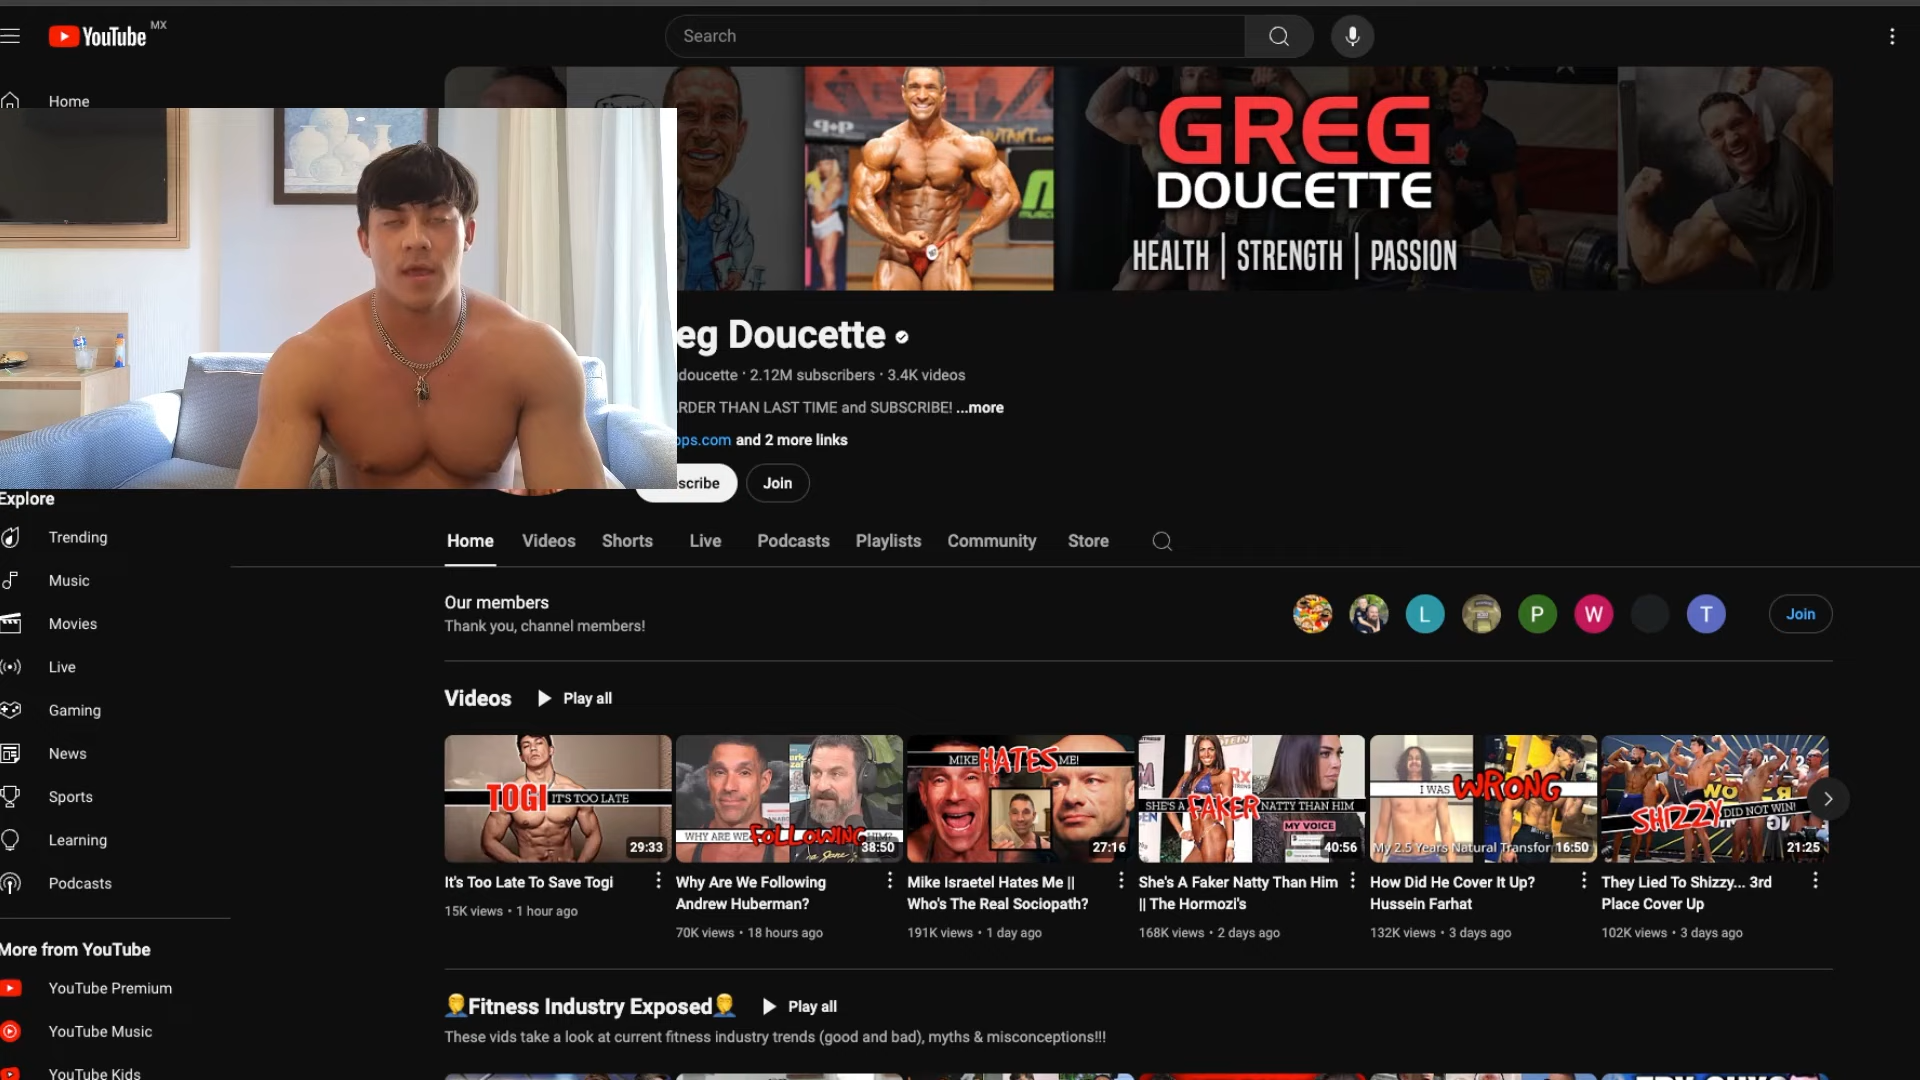 YouTube MX
Search
Home
GREG
DOUCETTE
HEALTH | STRENGTH | PASSION
eg Doucette
doucette · 2.12M subscribers · 3.4K videos
RDER THAN LAST TIME and SUBSCRIBE! ...more
ops.com and 2 more links
scribe
Join
Explore
Trending
Music
Movies
Live
Gaming
News
Sports
Learning
Podcasts
More from YouTube
YouTube Premium
YouTube Music
YouTube Kids
Home Videos Shorts Live Podcasts Playlists Community Store
Our members
Thank you, channel members!
L
P
W
T
Join
Videos
Play all
TOGI IT'S TOO LATE
29:33
It's Too Late To Save Togi
15K views • 1 hour ago
WHY ARE WE FOLLOWING HIM?
38:50
Why Are We Following
Andrew Huberman?
70K views • 18 hours ago
MIKE HATES ME!
27:16
Mike Israetel Hates Me ||
Who's The Real Sociopath?
191K views • 1 day ago
SHE'S A FAKER NATTY THAN HIM
MY VOICE
40:56
She's A Faker Natty Than Him
|| The Hormozi's
168K views • 2 days ago
I WAS WRONG
My 2.5 Years Natural Transfor
16:50
How Did He Cover It Up?
Hussein Farhat
132K views • 3 days ago
SHIZZY DID NOT WIN!
21:25
They Lied To Shizzy... 3rd
Place Cover Up
102K views • 3 days ago
Fitness Industry Exposed
Play all
These vids take a look at current fitness industry trends (good and bad), myths & misconceptions!!!